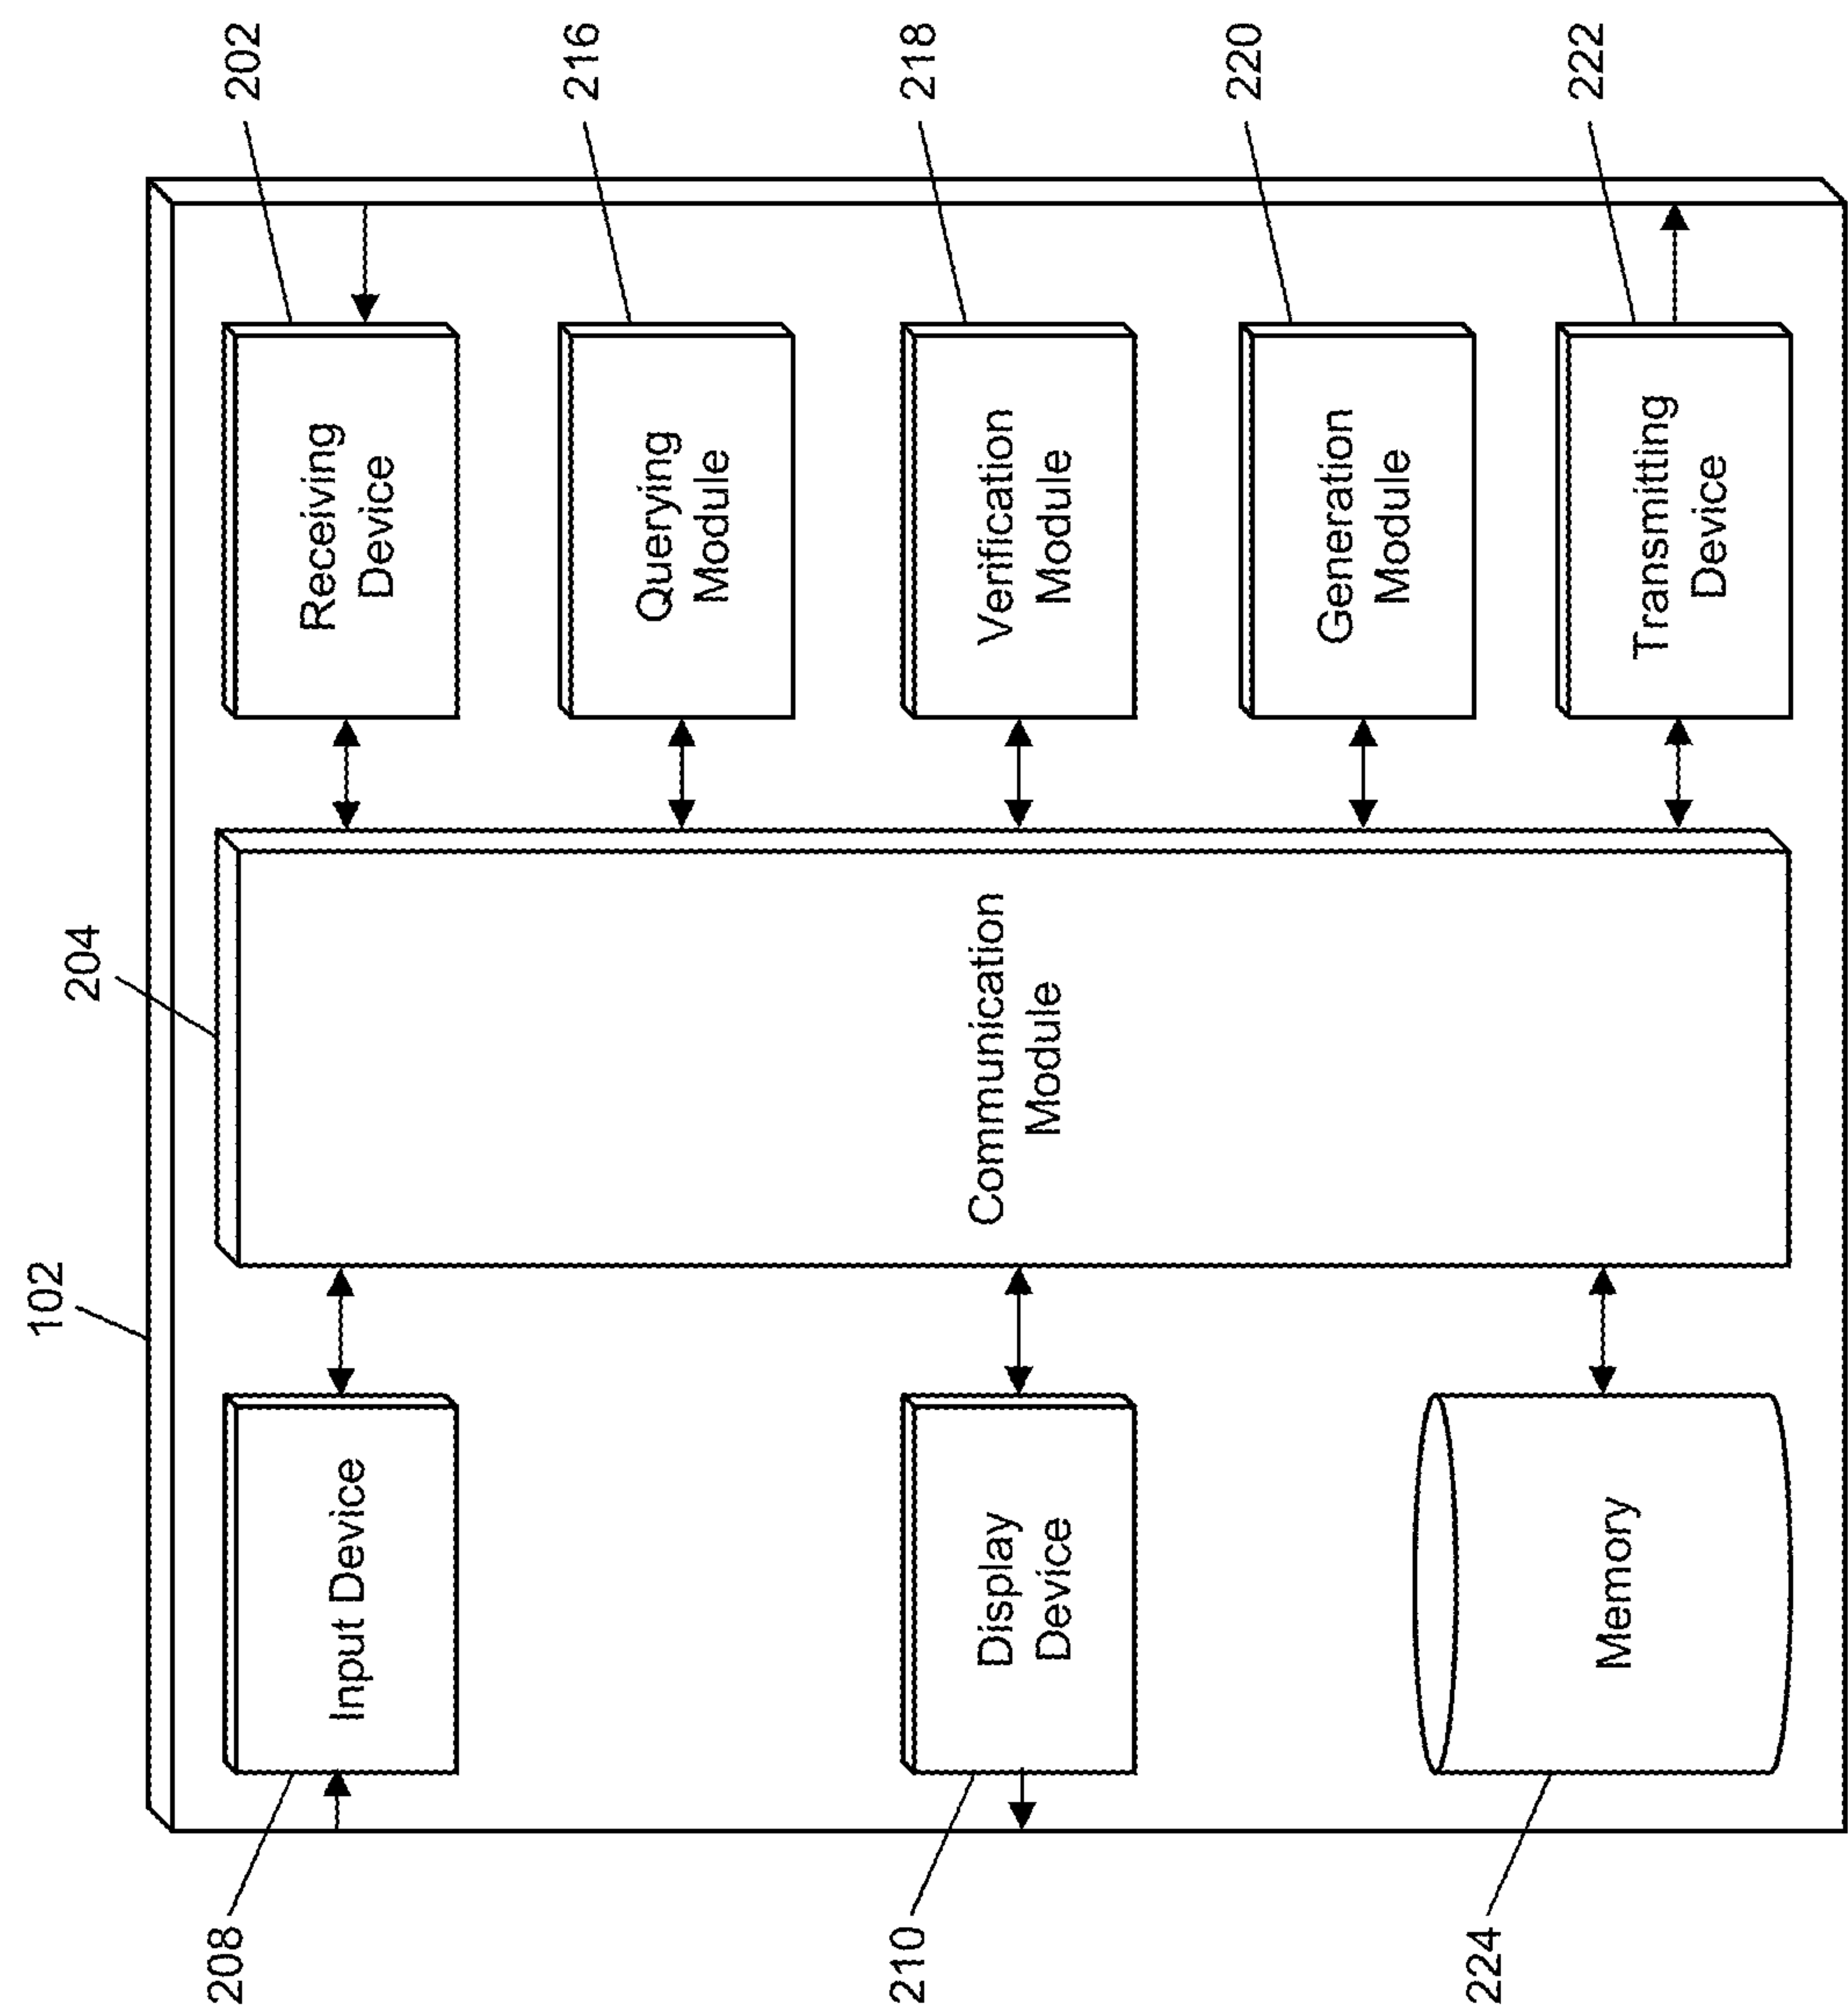 102
204
208
202
Input Device
Receiving
Device
216
Querying
Module
210
218
Display
Device
Communication
Module
Verification
Module
220
Generation
Module
224
222
Memory
Transmitting
Device